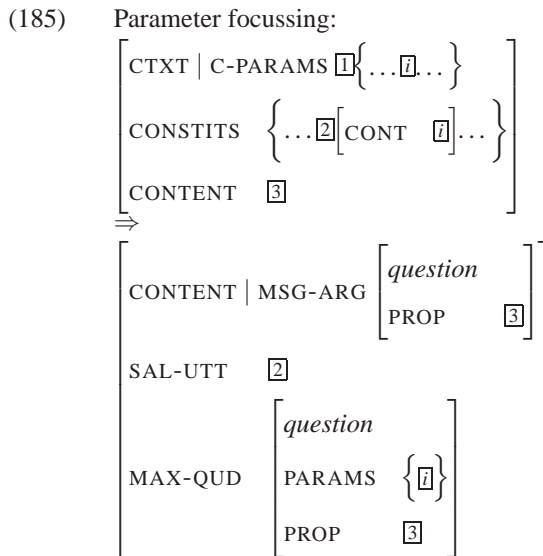 (185) Parameter focussing:
CTXT | C-PARAMS 1{...i...}
CONSTITS {...2[CONT i]...}
CONTENT 3
⇒
CONTENT | MSG-ARG [question
PROP 3]
SAL-UTT 2
MAX-QUD [question
PARAMS {i}
PROP 3]